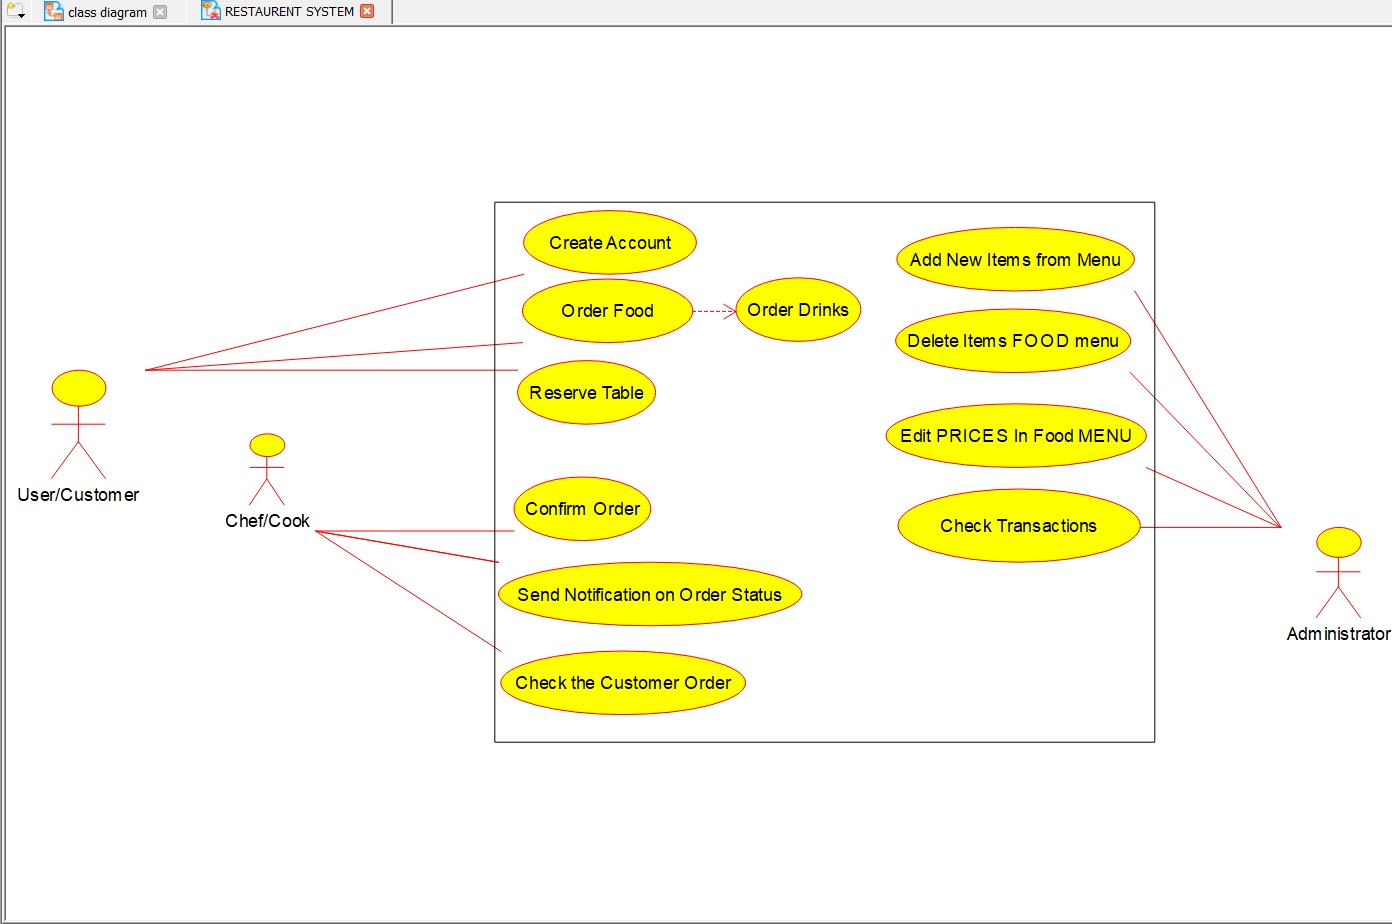 class diagram
RESTAURENT SYSTEM
Create Account
Order Food
Order Drinks
Reserve Table
Add New Items from Menu
Delete Items FOOD menu
Edit PRICES In Food MENU
Check Transactions
User/Customer
Chef/Cook
Confirm Order
Send Notification on Order Status
Check the Customer Order
Administrator